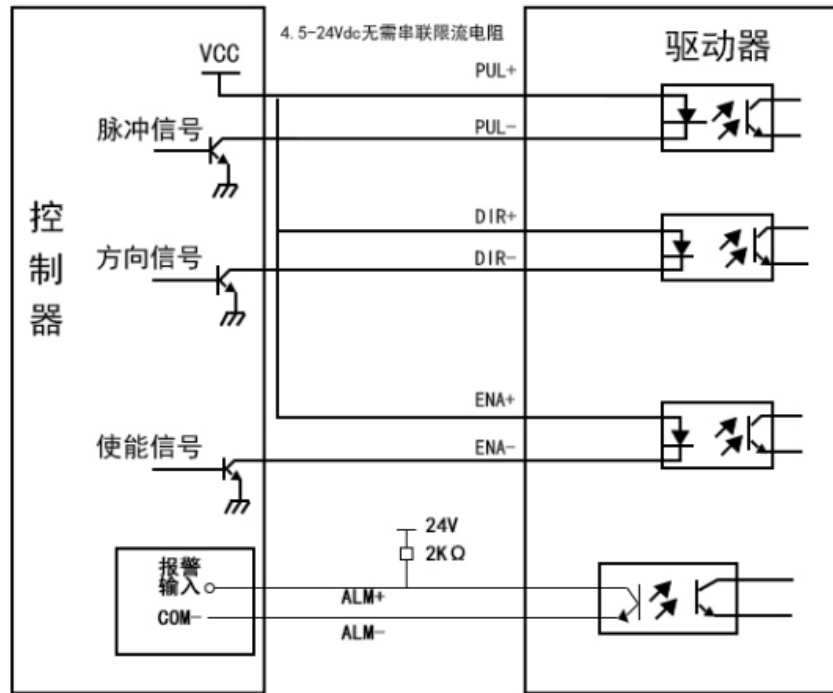 4.5-24Vdc无需串联限流电阻
驱动器
VCC
PUL+
脉冲信号
PUL-
控制器
DIR+
方向信号
DIR-
ENA+
使能信号
ENA-
24V
2KΩ
报警
输入
ALM+
COM-
ALM-